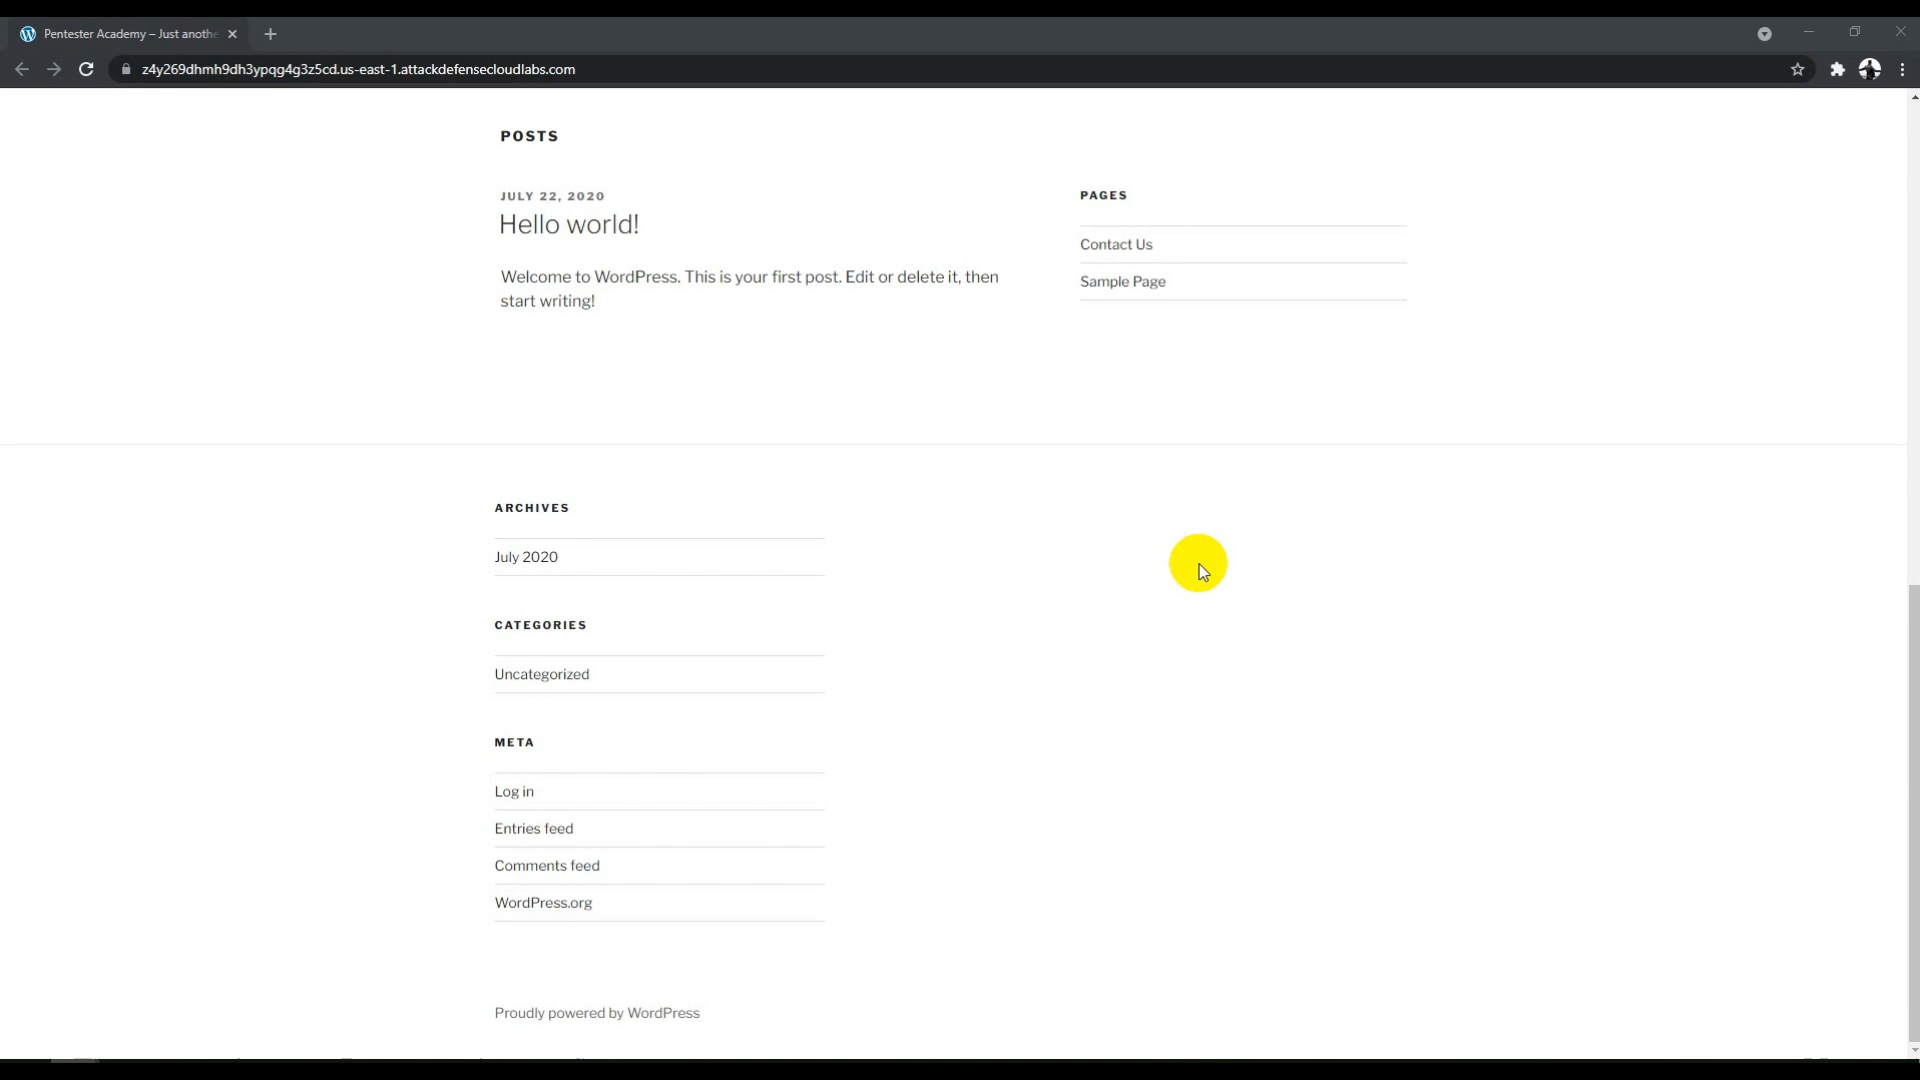 Pentester Academy – Just anothe
z4y269dhmh9dh3ypqg4g3z5cd.us-east-1.attackdefensecloudlabs.com
POSTS
JULY 22, 2020
Hello world!
Welcome to WordPress. This is your first post. Edit or delete it, then
start writing!
PAGES
Contact Us
Sample Page
ARCHIVES
July 2020
CATEGORIES
Uncategorized
META
Log in
Entries feed
Comments feed
WordPress.org
Proudly powered by WordPress